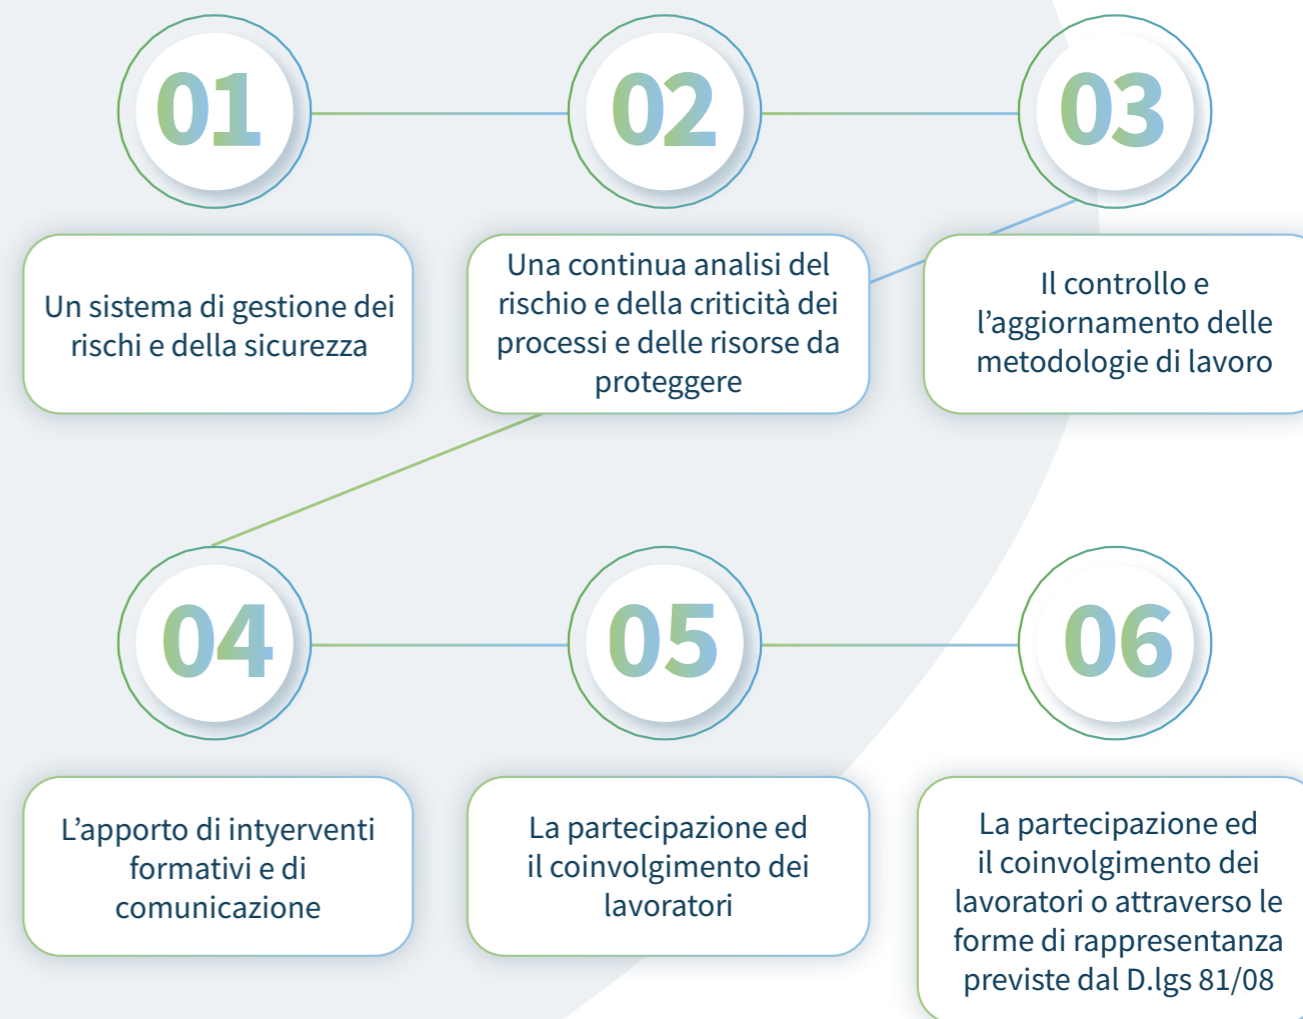 01
02
03
Un sistema di gestione dei
rischi e della sicurezza
Una continua analisi del
rischio e della criticità dei
processi e delle risorse da
proteggere
Il controllo e
l’aggiornamento delle
metodologie di lavoro
04
05
06
L’apporto di intyerventi
formativi e di
comunicazione
La partecipazione ed
il coinvolgimento dei
lavoratori
La partecipazione ed
il coinvolgimento dei
lavoratori o attraverso le
forme di rappresentanza
previste dal D.lgs 81/08